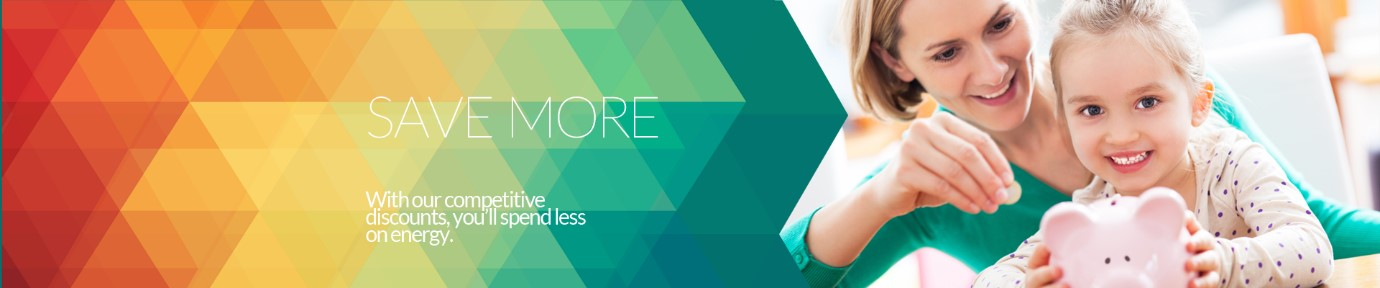 SAVE MORE
With our competitive
discounts, you'll spend less
on energy.